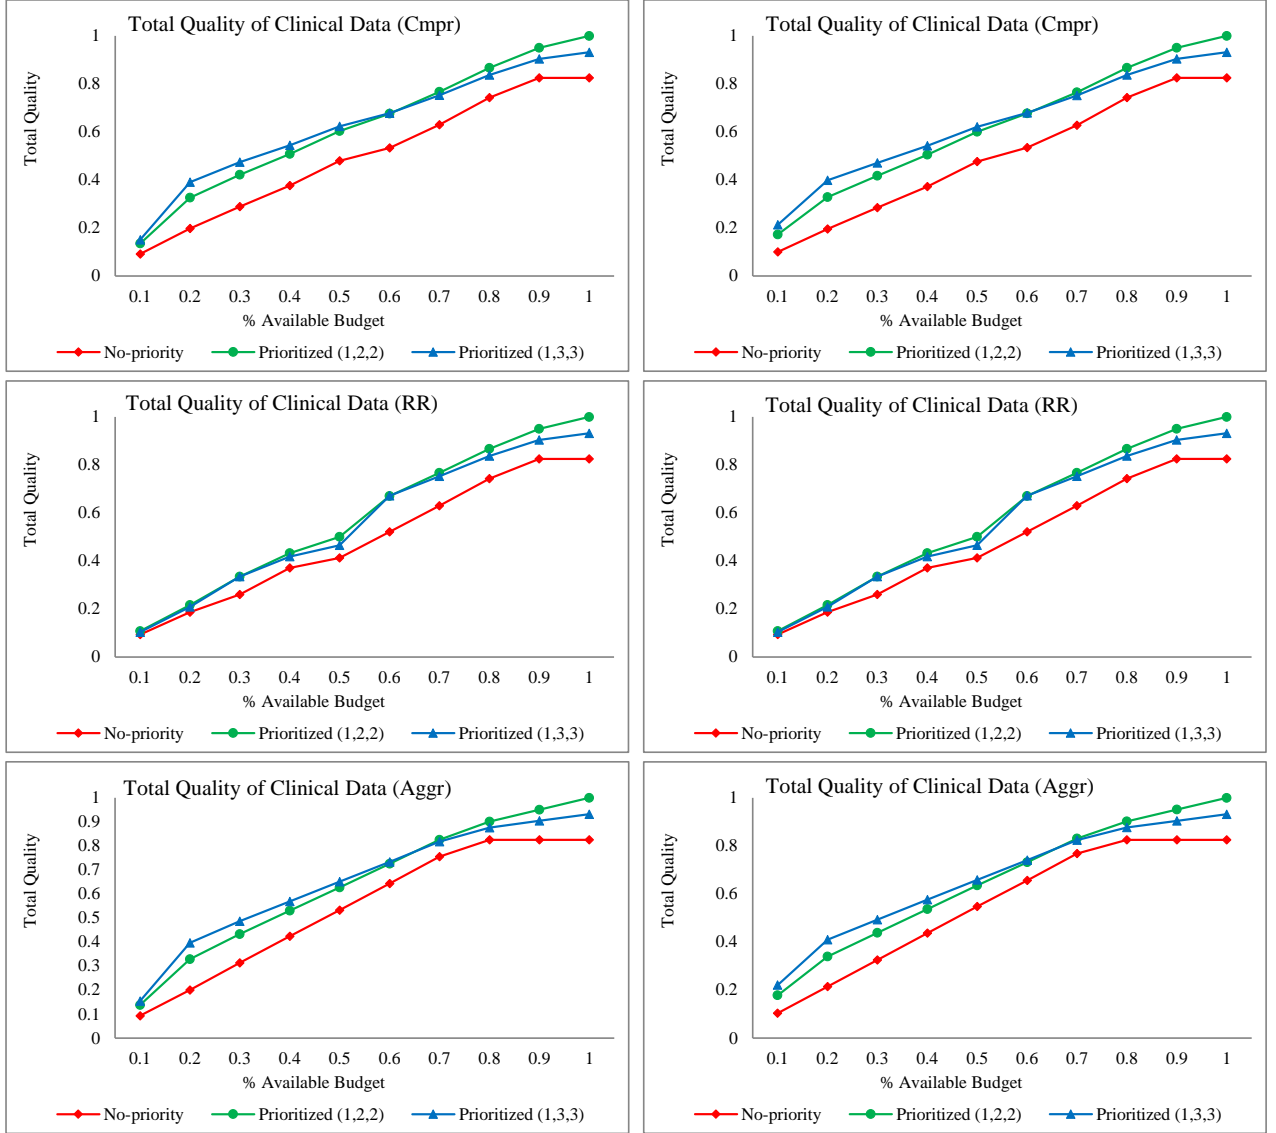 Total Quality of Clinical Data (Cmpr)
Total Quality
1
0.8
0.6
0.4
0.2
0
0.1 0.2 0.3 0.4 0.5 0.6 0.7 0.8 0.9 1
% Available Budget
No-priority Prioritized (1,2,2) Prioritized (1,3,3)
Total Quality of Clinical Data (Cmpr)
Total Quality
1
0.8
0.6
0.4
0.2
0
0.1 0.2 0.3 0.4 0.5 0.6 0.7 0.8 0.9 1
% Available Budget
No-priority Prioritized (1,2,2) Prioritized (1,3,3)
Total Quality of Clinical Data (RR)
Total Quality
1
0.8
0.6
0.4
0.2
0
0.1 0.2 0.3 0.4 0.5 0.6 0.7 0.8 0.9 1
% Available Budget
No-priority Prioritized (1,2,2) Prioritized (1,3,3)
Total Quality of Clinical Data (RR)
Total Quality
1
0.8
0.6
0.4
0.2
0
0.1 0.2 0.3 0.4 0.5 0.6 0.7 0.8 0.9 1
% Available Budget
No-priority Prioritized (1,2,2) Prioritized (1,3,3)
Total Quality of Clinical Data (Aggr)
Total Quality
1
0.9
0.8
0.7
0.6
0.5
0.4
0.3
0.2
0.1
0
0.1 0.2 0.3 0.4 0.5 0.6 0.7 0.8 0.9 1
% Available Budget
No-priority Prioritized (1,2,2) Prioritized (1,3,3)
Total Quality of Clinical Data (Aggr)
Total Quality
1
0.8
0.6
0.4
0.2
0
0.1 0.2 0.3 0.4 0.5 0.6 0.7 0.8 0.9 1
% Available Budget
No-priority Prioritized (1,2,2) Prioritized (1,3,3)